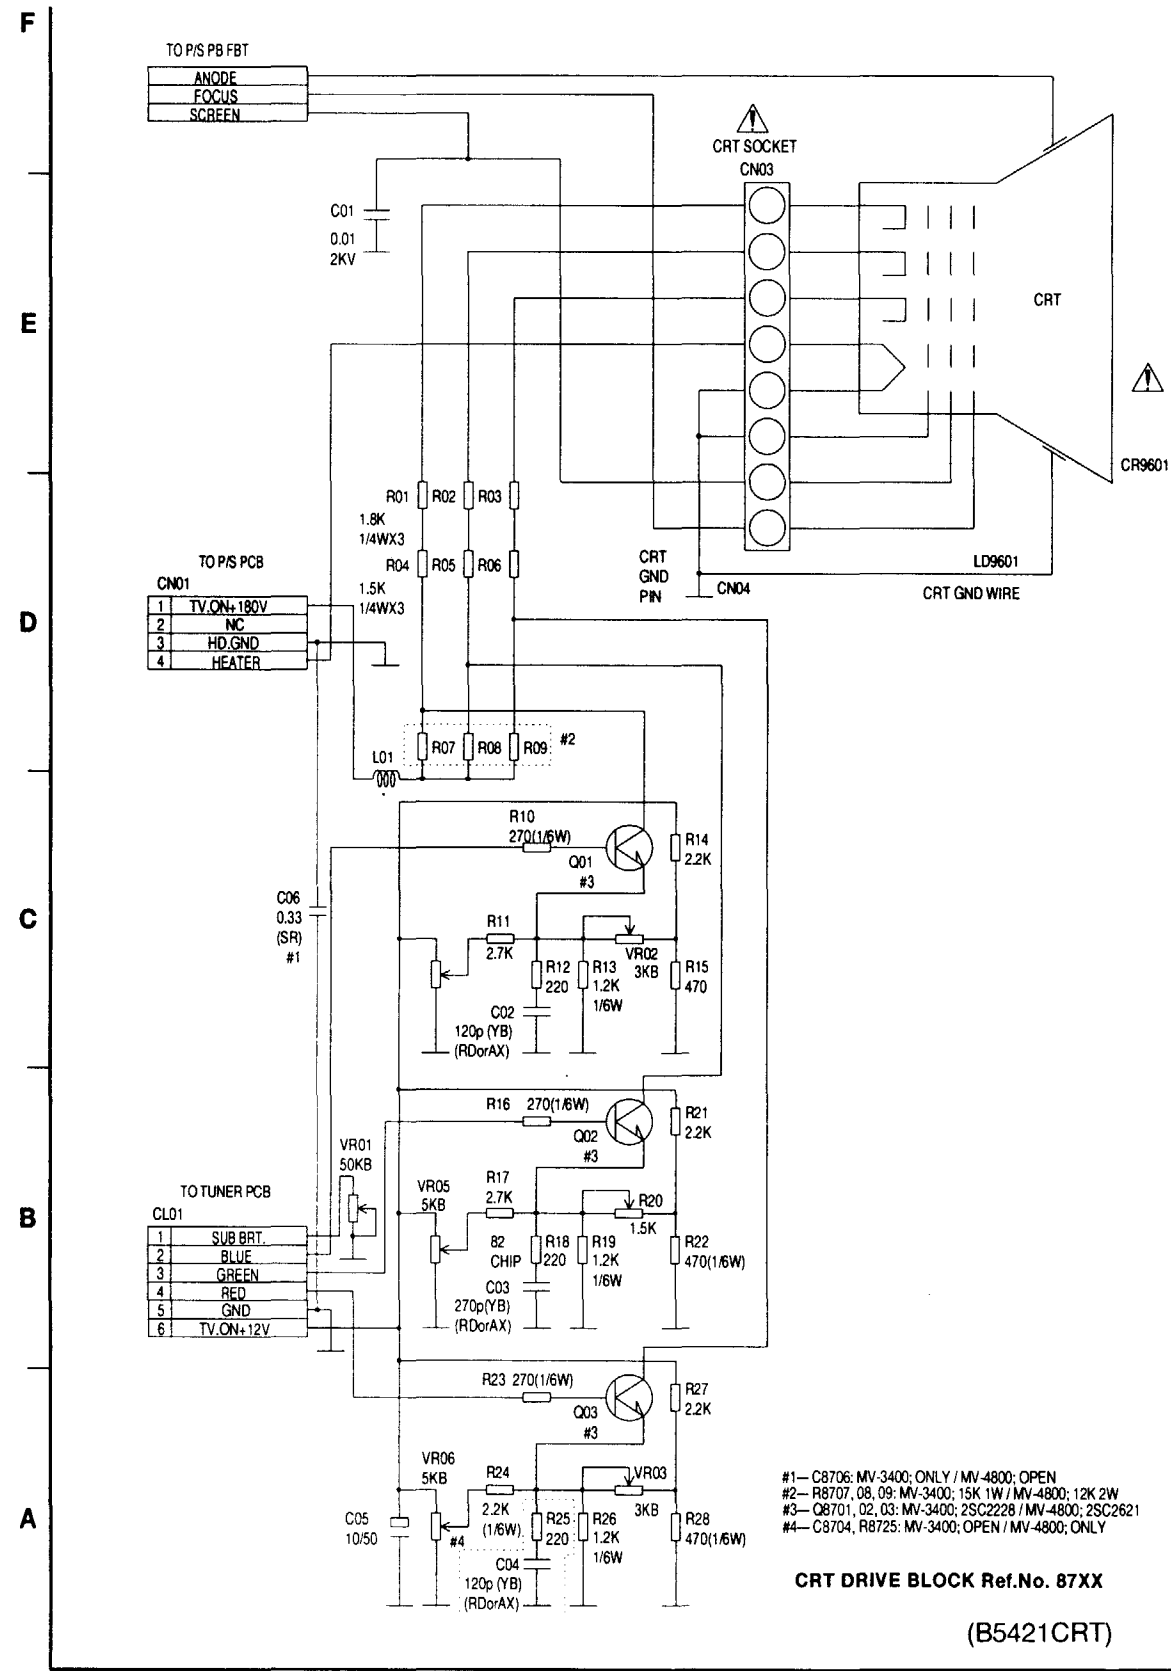 F
TO P/S PB FBT
ANODE
FOCUS
SCREEN
CRT SOCKET
CN03
C01
0.01
2KV
E
CRT
CR9601
R01
R02
R03
1.8K
1/4WX3
R04
R05
R06
1.5K
1/4WX3
CRT
GND
PIN
CN04
LD9601
CRT GND WIRE
TO P/S PCB
CN01
1 TV.ON+180V
2 NC
3 HD.GND
4 HEATER
D
R07
R08
R09
#2
L01
R10
270(1/6W)
Q01
#3
R14
2.2K
C06
0.33
(SR)
#1
C
R11
2.7K
VR02
3KB
R12
220
R13
1.2K
1/6W
R15
470
C02
120p (YB)
(RDorAX)
R16
270(1/6W)
Q02
#3
R21
2.2K
VR01
50KB
VR05
5KB
R17
2.7K
R20
1.5K
TO TUNER PCB
CL01
1 SUB BRT.
2 BLUE
3 GREEN
4 RED
5 GND
6 TV.ON+12V
B
82
CHIP
R18
220
R19
1.2K
1/6W
R22
470(1/6W)
C03
270p(YB)
(RDorAX)
R23 270(1/6W)
Q03
#3
R27
2.2K
VR06
5KB
R24
2.2K
(1/6W)
VR03
3KB
A
C05
10/50
#4
R25
220
R26
1.2K
1/6W
R28
470(1/6W)
C04
120p (YB)
(RDorAX)
#1— C8706: MV-3400; ONLY / MV-4800; OPEN
#2— R8707, 08, 09: MV-3400; 15K 1W / MV-4800; 12K 2W
#3— Q8701, 02, 03: MV-3400; 2SC2228 / MV-4800; 2SC2621
#4— C8704, R8725: MV-3400; OPEN / MV-4800; ONLY
CRT DRIVE BLOCK Ref.No. 87XX
(B5421CRT)